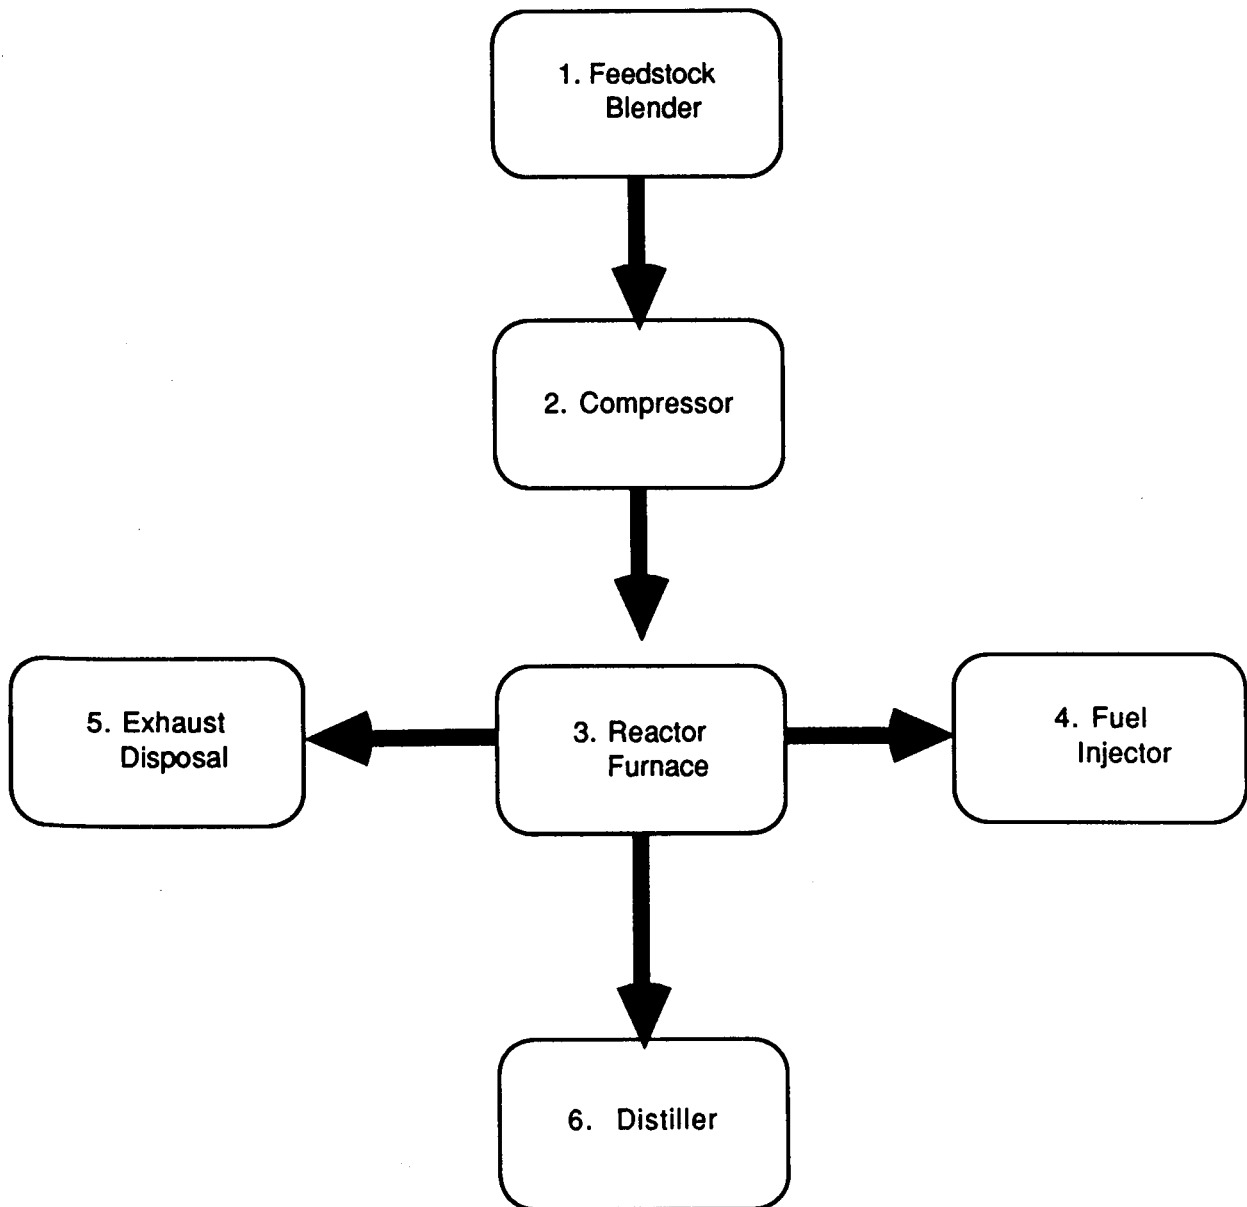 1. Feedstock
Blender
2. Compressor
5. Exhaust
Disposal
3. Reactor
Furnace
4. Fuel
Injector
6. Distiller